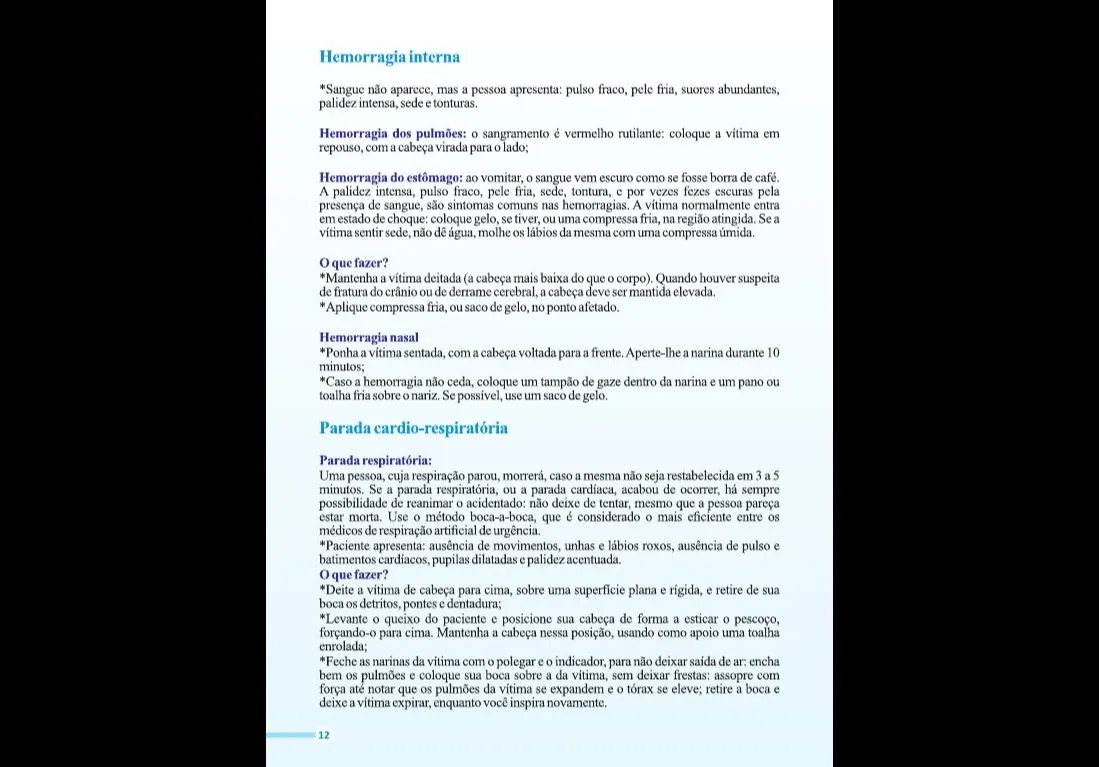 Hemorragia interna
*Sangue não aparece, mas a pessoa apresenta: pulso fraco, pele fria, suores abundantes,
palidez intensa, sede e tonturas.
Hemorragia dos pulmões: o sangramento é vermelho rutilante: coloque a vítima em
repouso, com a cabeça virada para o lado;
Hemorragia do estômago: ao vomitar, o sangue vem escuro como se fosse borra de café.
A palidez intensa, pulso fraco, pele fria, sede, tontura, e por vezes fezes escuras pela
presença de sangue, são sintomas comuns nas hemorragias. A vítima normalmente entra
em estado de choque: coloque gelo, se tiver, ou uma compressa fria, na região atingida. Se a
vítima sentir sede, não dê água, molhe os lábios da mesma com uma compressa úmida.
O que fazer?
*Mantenha a vítima deitada (a cabeça mais baixa do que o corpo). Quando houver suspeita
de fratura do crânio ou de derrame cerebral, a cabeça deve ser mantida elevada.
*Aplique compressa fria, ou saco de gelo, no ponto afetado.
Hemorragia nasal
*Ponha a vítima sentada, com a cabeça voltada para a frente. Aperte-lhe a narina durante 10
minutos;
*Caso a hemorragia não ceda, coloque um tampão de gaze dentro da narina e um pano ou
toalha fria sobre o nariz. Se possível, use um saco de gelo.
Parada cardio-respiratória
Parada respiratória:
Uma pessoa, cuja respiração parou, morrerá, caso a mesma não seja restabelecida em 3 a 5
minutos. Se a parada respiratória, ou a parada cardíaca, acabou de ocorrer, há sempre
possibilidade de reanimar o acidentado: não deixe de tentar, mesmo que a pessoa pareça
estar morta. Use o método boca-a-boca, que é considerado o mais eficiente entre os
médicos de respiração artificial de urgência.
*Paciente apresenta: ausência de movimentos, unhas e lábios roxos, ausência de pulso e
batimentos cardíacos, pupilas dilatadas e palidez acentuada.
O que fazer?
*Deite a vítima de cabeça para cima, sobre uma superfície plana e rígida, e retire de sua
boca os detritos, pontes e dentadura;
*Levante o queixo do paciente e posicione sua cabeça de forma a esticar o pescoço,
forçando-o para cima. Mantenha a cabeça nessa posição, usando como apoio uma toalha
enrolada;
*Feche as narinas da vítima com o polegar e o indicador, para não deixar saída de ar: encha
bem os pulmões e coloque sua boca sobre a da vítima, sem deixar frestas: assopre com
força até notar que os pulmões da vítima se expandem e o tórax se eleve; retire a boca e
deixe a vítima expirar, enquanto você inspira novamente.
12